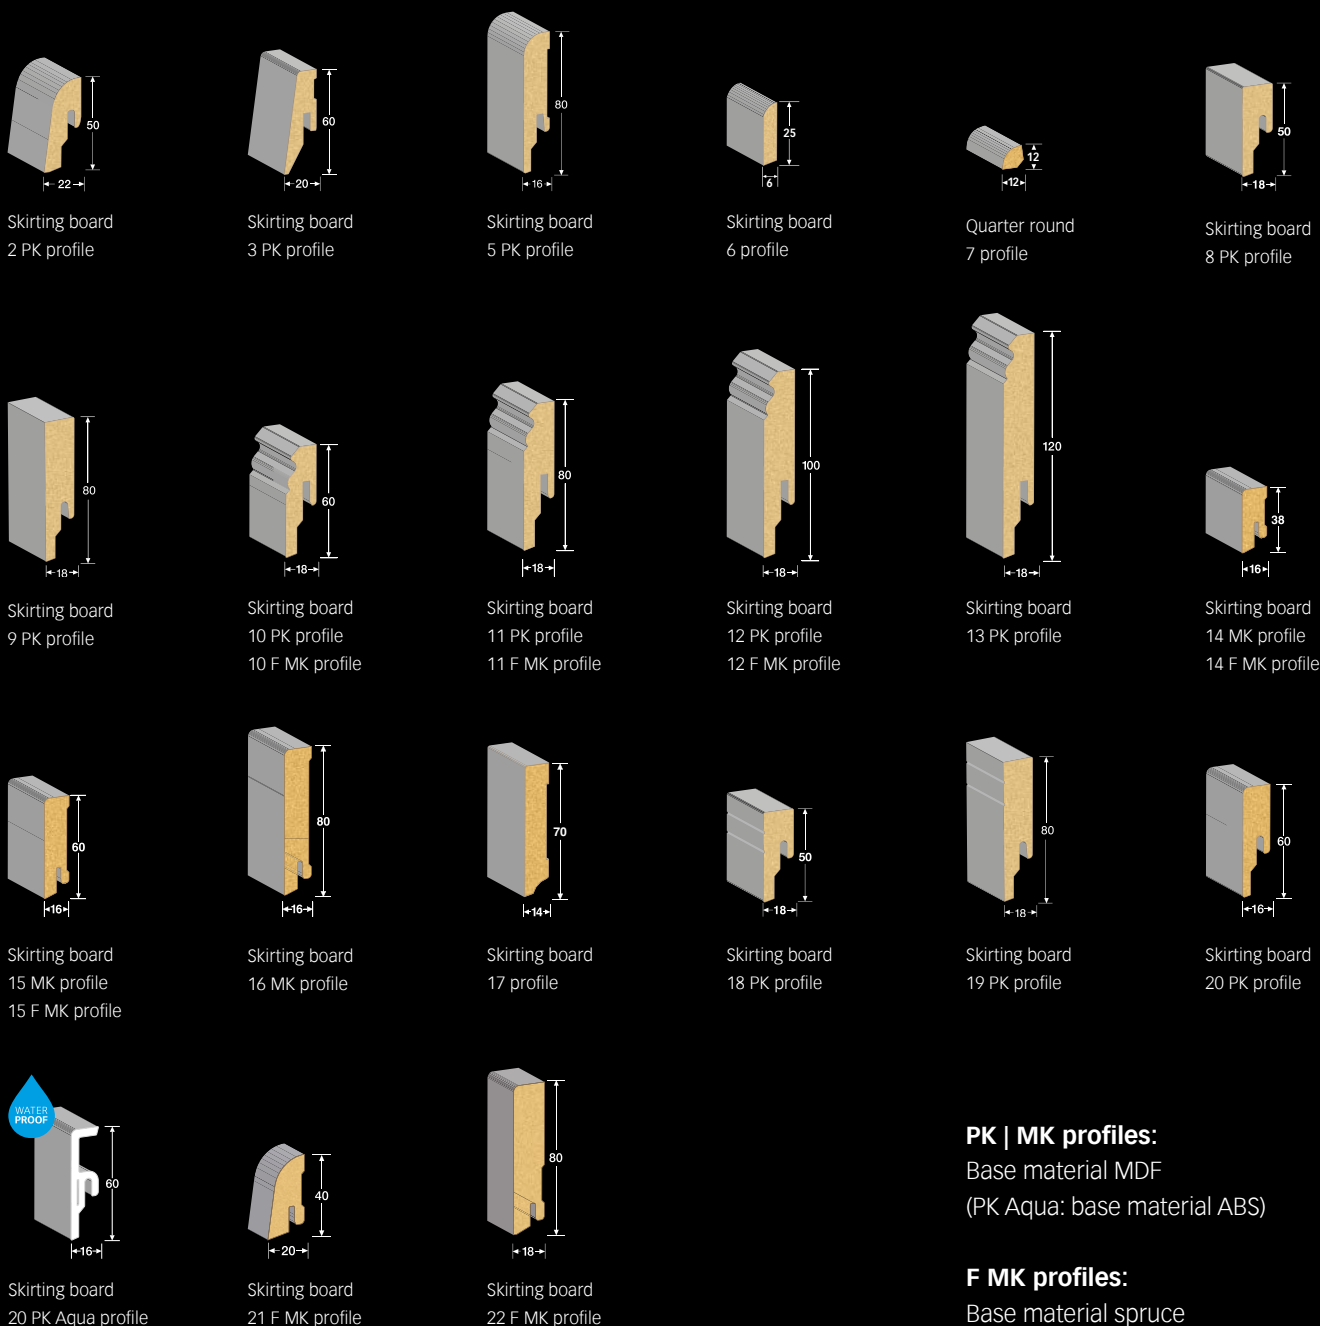 50
22
Skirting board
2 PK profile
60
20
Skirting board
3 PK profile
80
16
Skirting board
5 PK profile
25
6
Skirting board
6 profile
12
12
Quarter round
7 profile
50
18
Skirting board
8 PK profile
80
18
Skirting board
9 PK profile
60
18
Skirting board
10 PK profile
10 F MK profile
80
18
Skirting board
11 PK profile
11 F MK profile
100
18
Skirting board
12 PK profile
12 F MK profile
120
18
Skirting board
13 PK profile
38
16
Skirting board
14 MK profile
14 F MK profile
60
16
Skirting board
15 MK profile
15 F MK profile
80
16
Skirting board
16 MK profile
70
14
Skirting board
17 profile
50
18
Skirting board
18 PK profile
80
18
Skirting board
19 PK profile
60
16
Skirting board
20 PK profile
WATER
PROOF
60
16
Skirting board
20 PK Aqua profile
40
20
Skirting board
21 F MK profile
80
18
Skirting board
22 F MK profile
PK | MK profiles:
Base material MDF
(PK Aqua: base material ABS)
F MK profiles:
Base material spruce